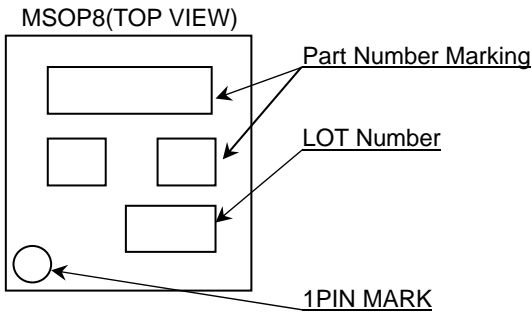 MSOP8(TOP VIEW)
Part Number Marking
LOT Number
1PIN MARK